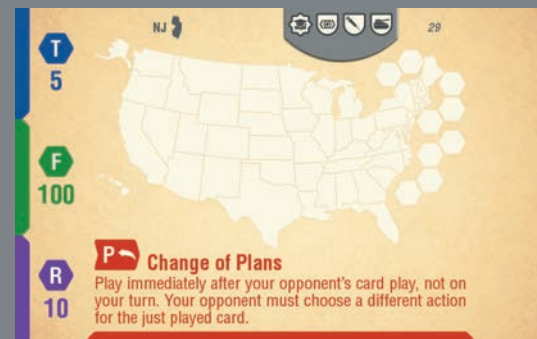 NJ
29
T
5
F
100
R
10
P
Change of Plans
Play immediately after your opponent's card play, not on
your turn. Your opponent must choose a different action
for the just played card.